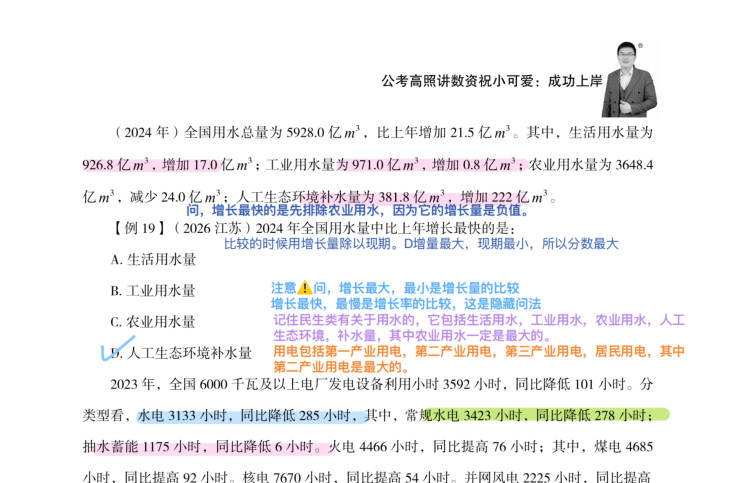 公考高照讲数资祝小可爱：成功上岸
（2024 年）全国用水总量为 5928.0 亿m³，比上年增加 21.5 亿m³。其中，生活用水量为
926.8 亿m³，增加 17.0 亿m³；工业用水量为 971.0 亿m³，增加 0.8 亿m³；农业用水量为 3648.4
亿m³，减少 24.0 亿m³；人工生态环境补水量为 381.8 亿m³，增加 222 亿m³。
问，增长最快的是先排除农业用水，因为它的增长量是负值。
【例 19】（2026 江苏）2024 年全国用水量中比上年增长最快的是：
比较的时候用增长量除以现期。D增量最大，现期最小，所以分数最大
A. 生活用水量
B. 工业用水量
注意⚠️问，增长最大，最小是增长量的比较
增长最快，最慢是增长率的比较，这是隐藏问法
C. 农业用水量
记住民生类有关于用水的，它包括生活用水，工业用水，农业用水，人工
生态环境，补水量，其中农业用水一定是最大的。
D. 人工生态环境补水量
用电包括第一产业用电，第二产业用电，第三产业用电，居民用电，其中
第二产业用电是最大的。
2023 年，全国 6000 千瓦及以上电厂发电设备利用小时 3592 小时，同比降低 101 小时。分
类型看，水电 3133 小时，同比降低 285 小时，其中，常规水电 3423 小时，同比降低 278 小时；
抽水蓄能 1175 小时，同比降低 6 小时。火电 4466 小时，同比提高 76 小时；其中，煤电 4685
小时，同比提高 92 小时。核电 7670 小时，同比提高 54 小时。并网风电 2225 小时，同比提高